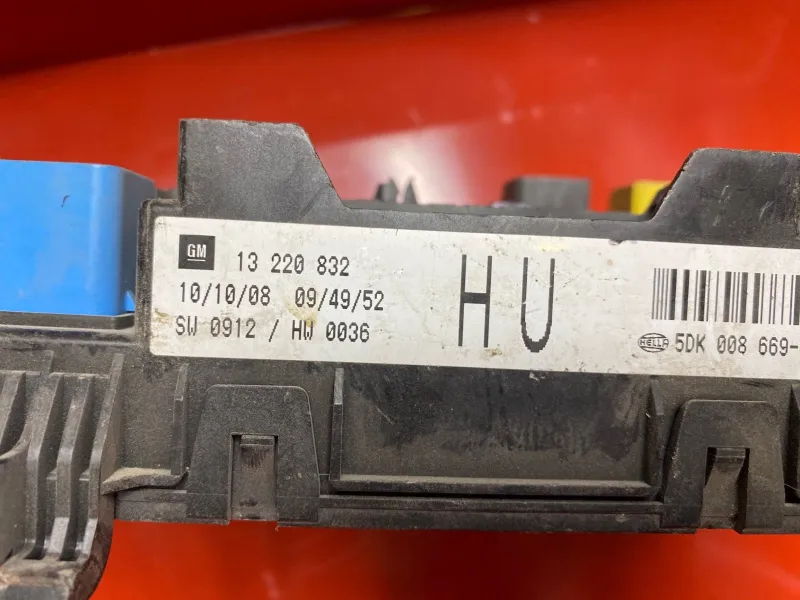 GM 13 220 832
10/10/08 09/49/52
SW 0912 / HW 0036
HU
HELLA 5DK 008 669-